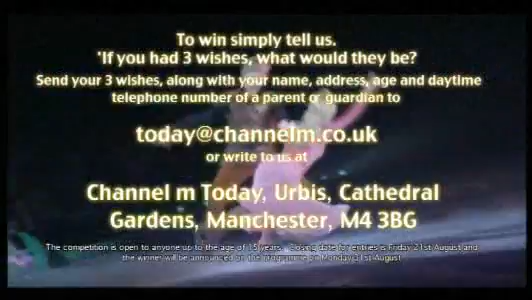 To win simply tell us.
"If you had 3 wishes, what would they be?
Send your 3 wishes, along with your name, address, age and daytime
telephone number of a parent or guardian to
today@channelm.co.uk
or write to us at
Channel m Today, Urbis, Cathedral
Gardens, Manchester, M4 3BG
The competition is open to anyone up to the age of 15 years. Closing date for entries is Friday 21st August and
the winner will be announced on the programme on Monday 31st August